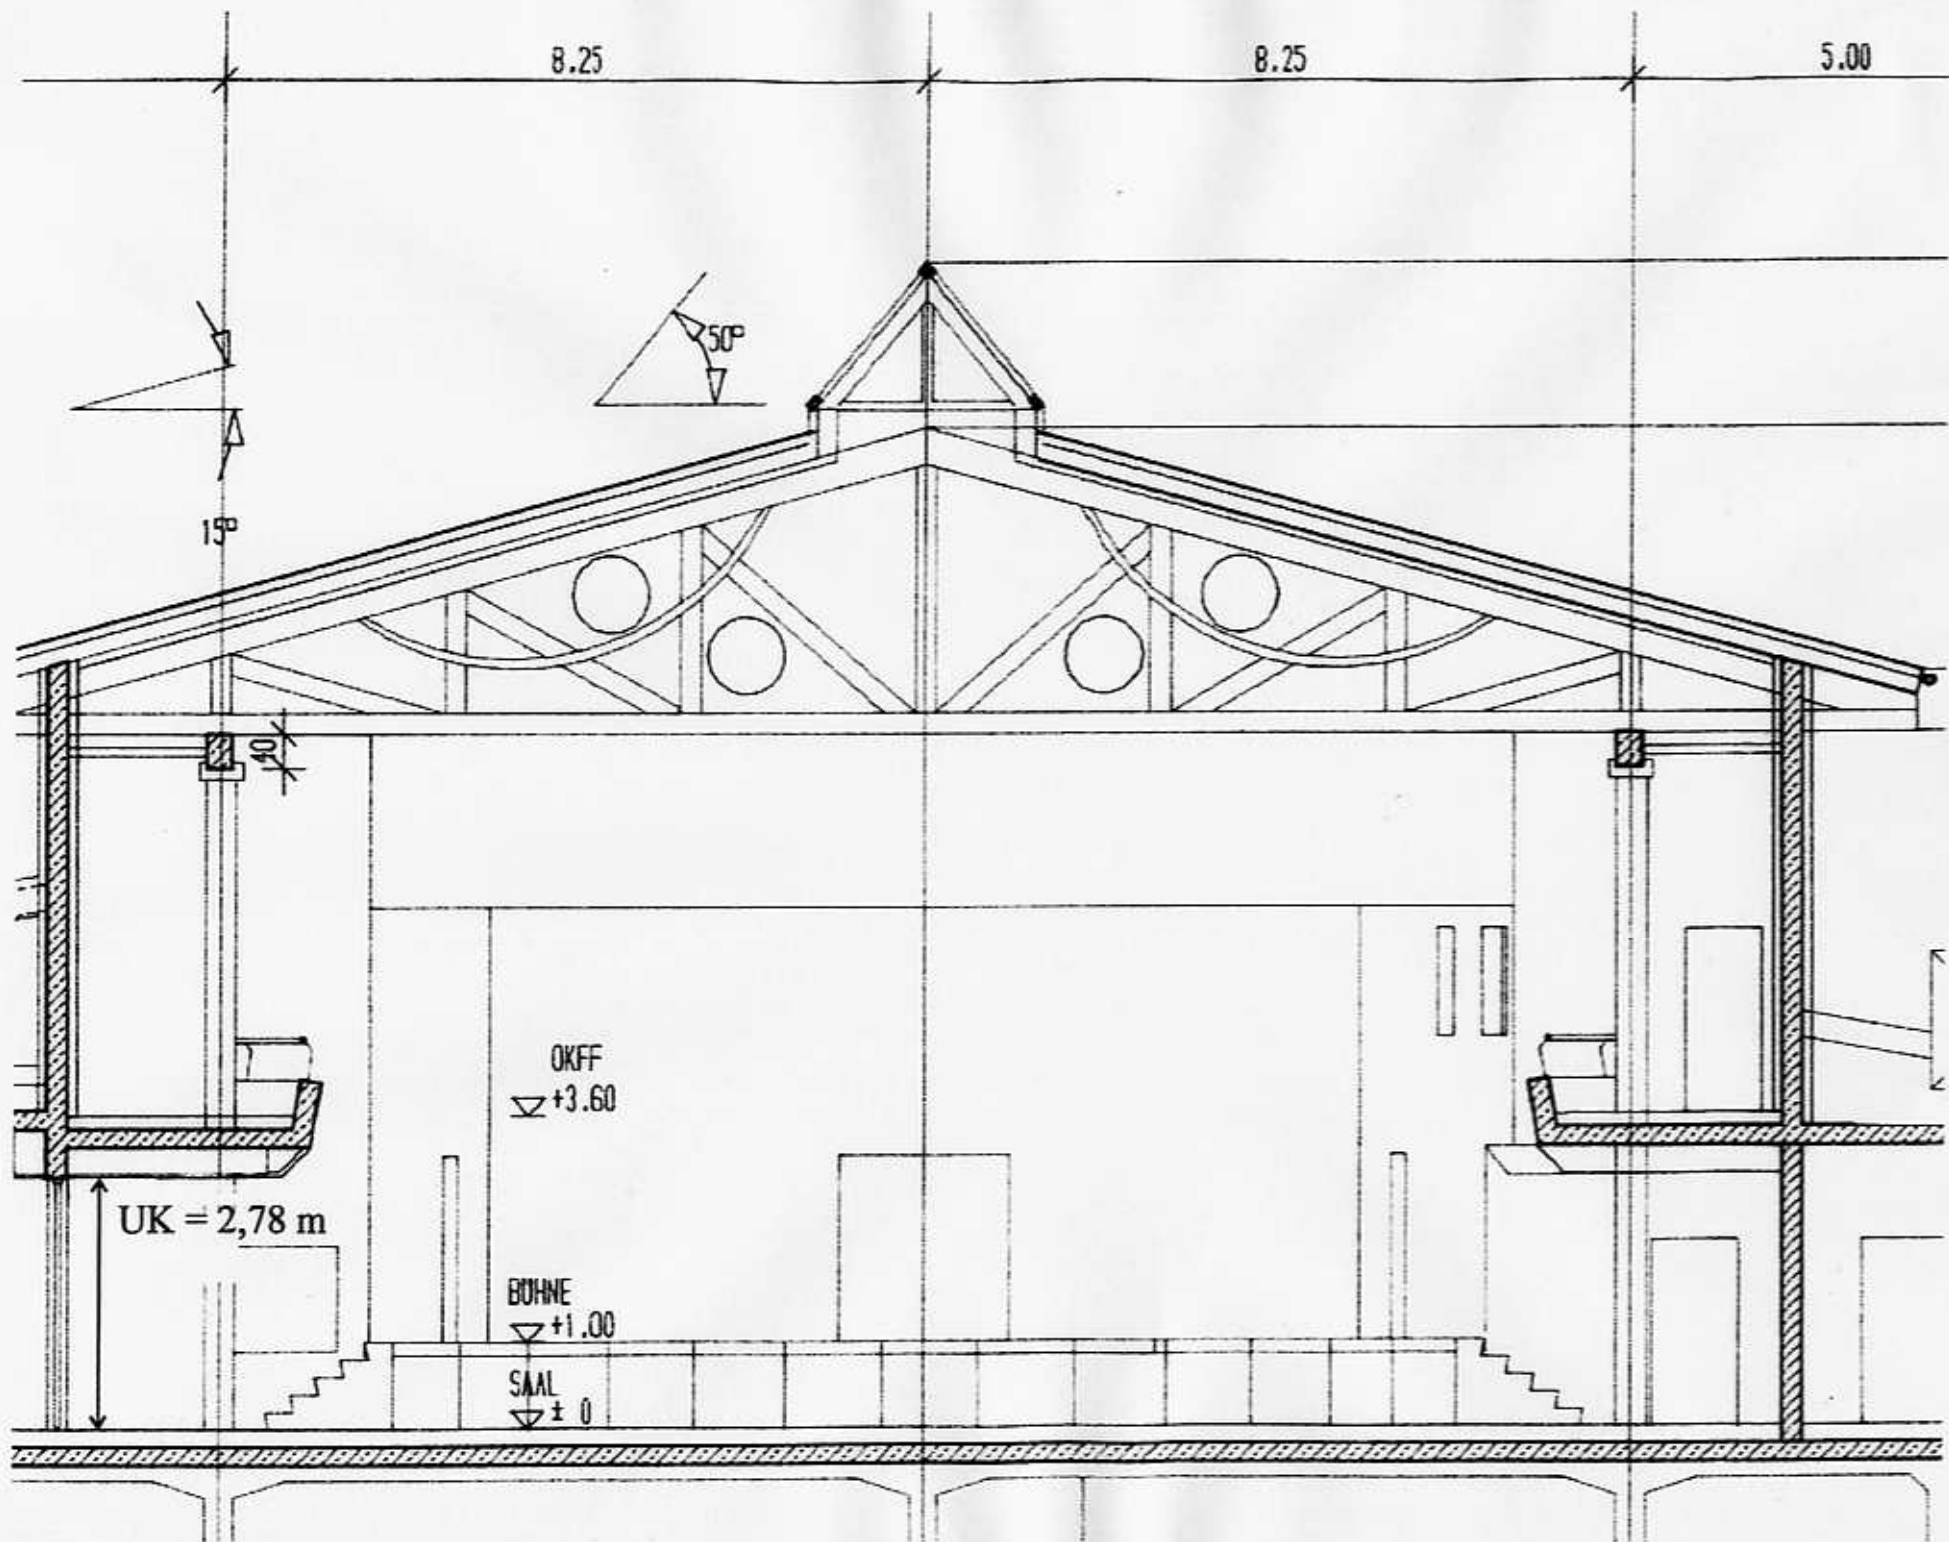 8.25
8.25
5.00
50°
15°
40
OKFF
+3.60
UK = 2,78 m
BÜHNE
+1.00
SAAL
± 0